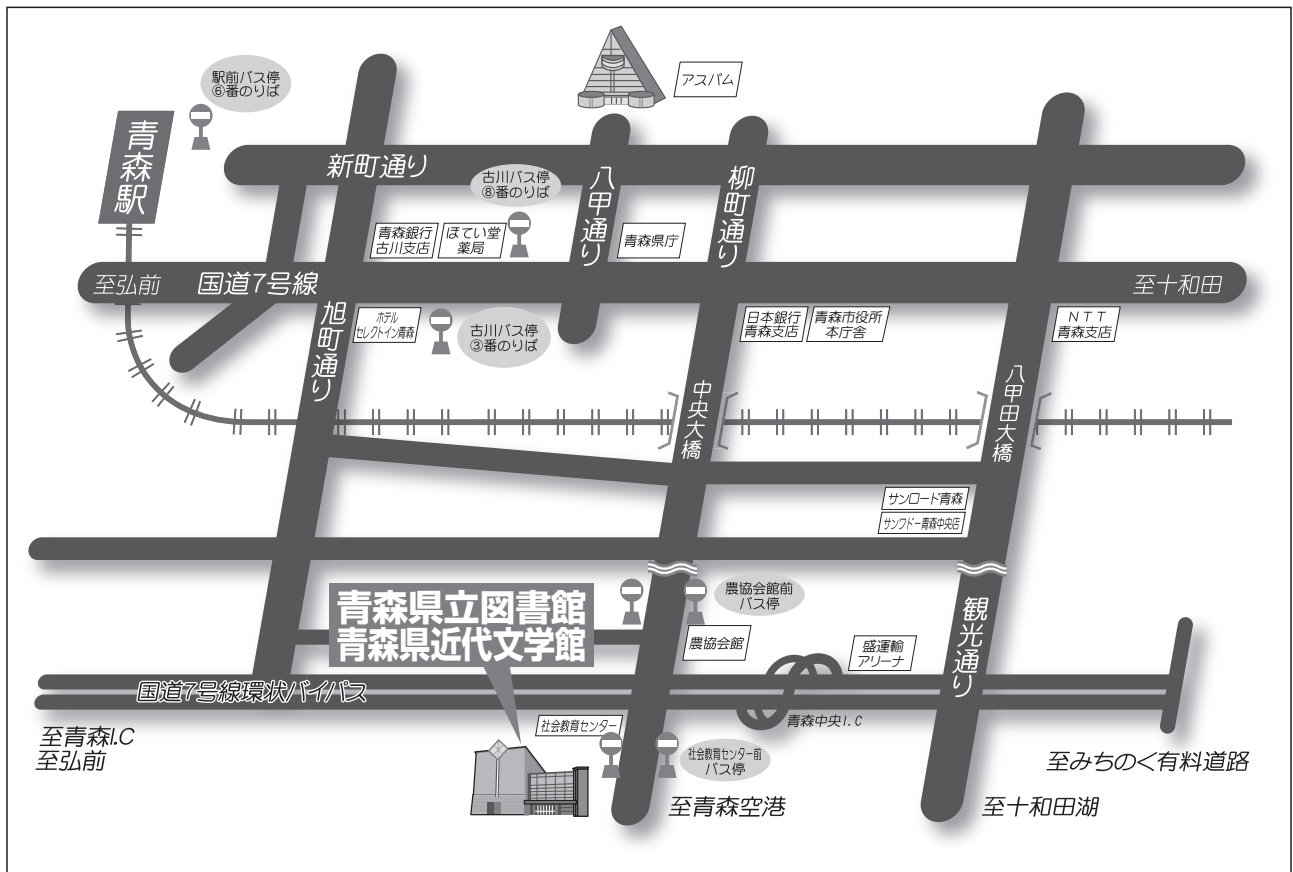 駅前バス停
⑥番のりば
アスパム
青森駅
新町通り
古川バス停
⑧番のりば
八甲通り
柳町通り
青森銀行
古川支店
ほてい堂
薬局
青森県庁
至弘前
国道7号線
至十和田
旭町通り
ホテル
セレクトイン青森
古川バス停
③番のりば
日本銀行
青森支店
青森市役所
本庁舎
NTT
青森支店
中央大橋
八甲田大橋
サンロード青森
サンワドー青森中央店
青森県立図書館
青森県近代文学館
農協会館前
バス停
観光通り
農協会館
盛運輸
アリーナ
国道7号線環状バイパス
青森中央I.C
至青森I.C
至弘前
社会教育センター
社会教育センター前
バス停
至みちのく有料道路
至青森空港
至十和田湖